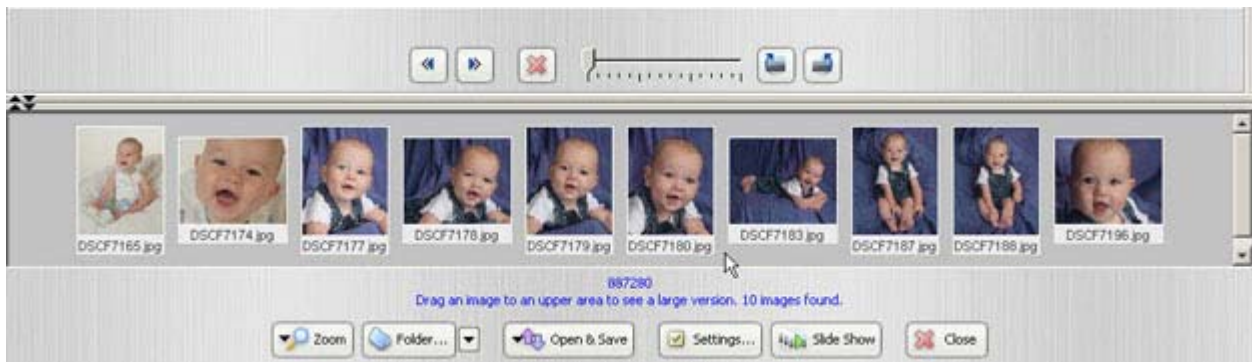 DSCF7165.jpg DSCF7174.jpg DSCF7177.jpg DSCF7178.jpg DSCF7179.jpg DSCF7180.jpg DSCF7183.jpg DSCF7187.jpg DSCF7188.jpg DSCF7196.jpg
887280
Drag an image to an upper area to see a large version. 10 images found.
Zoom Folder... Open & Save Settings... Slide Show Close